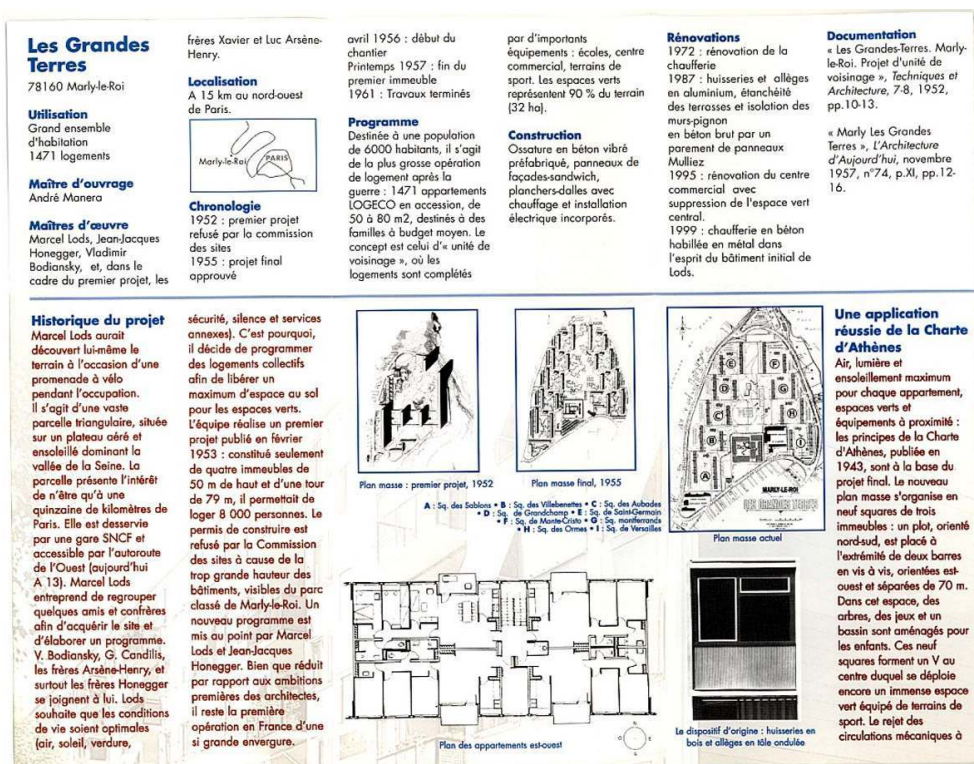 Les Grandes
Terres
78160 Marly-le-Roi
Utilisation
Grand ensemble
d'habitation
1471 logements
Maître d'ouvrage
André Manera
Maîtres d'œuvre
Marcel Lods, Jean-Jacques
Honegger, Vladimir
Bodiansky, et, dans le
cadre du premier projet, les
frères Xavier et Luc Arsène-
Henry.
Localisation
A 15 km au nord-ouest
de Paris.
Marly-le-Roi
PARIS
Chronologie
1952 : premier projet
refusé par la commission
des sites
1955 : projet final
approuvé
avril 1956 : début du
chantier
Printemps 1957 : fin du
premier immeuble
1961 : Travaux terminés
Programme
Destinée à une population
de 6000 habitants, il s'agit
de la plus grosse opération
de logement après la
guerre : 1471 appartements
LOGECO en accession, de
50 à 80 m2, destinés à des
familles à budget moyen. Le
concept est celui d'« unité de
voisinage », où les
logements sont complétés
par d'importants
équipements : écoles, centre
commercial, terrains de
sport. Les espaces verts
représentent 90 % du terrain
(32 ha).
Construction
Ossature en béton vibré
préfabriqué, panneaux de
façades-sandwich,
planchers-dalles avec
chauffage et installation
électrique incorporés.
Rénovations
1972 : rénovation de la
chaufferie
1987 : huisseries et allèges
en aluminium, étanchéité
des terrosses et isolation des
murs-pignon
en béton brut par un
parement de panneaux
Mulliez
1995 : rénovation du centre
commercial avec
suppression de l'espace vert
central.
1999 : chaufferie en béton
habillée en métal dans
l'esprit du bâtiment initial de
Lods.
Documentation
« Les Grandes-Terres. Marly-
le-Roi. Projet d'unité de
voisinage », Techniques et
Architecture, 7-8, 1952,
pp.10-13.
« Marly Les Grandes
Terres », L'Architecture
d'Aujourd'hui, novembre
1957, n°74, p.XI, pp.12-
16.
Historique du projet
Marcel Lods aurait
découvert lui-même le
terrain à l'occasion d'une
promenade à vélo
pendant l'occupation.
Il s'agit d'une vaste
parcelle triangulaire, située
sur un plateau aéré et
ensoleillé dominant la
vallée de la Seine. La
parcelle présente l'intérêt
de n'être qu'à une
quinzaine de kilomètres de
Paris. Elle est desservie
par une gare SNCF et
accessible par l'autoroute
de l'Ouest (aujourd'hui
A 13). Marcel Lods
entreprend de regrouper
quelques amis et confrères
afin d'acquérir le site et
d'élaborer un programme.
V. Bodiansky, G. Candilis,
les frères Arsène-Henry, et
surtout les frères Honegger
se joignent à lui. Lods
souhaite que les conditions
de vie soient optimales
(air, soleil, verdure,
sécurité, silence et services
annexes). C'est pourquoi,
il décide de programmer
des logements collectifs
afin de libérer un
maximum d'espace au sol
pour les espaces verts.
L'équipe réalise un premier
projet publié en février
1953 : constitué seulement
de quatre immeubles de
50 m de haut et d'une tour
de 79 m, il permettait de
loger 8 000 personnes. Le
permis de construire est
refusé par la Commission
des sites à cause de la
trop grande hauteur des
bâtiments, visibles du parc
classé de Marly-le-Roi. Un
nouveau programme est
mis au point par Marcel
Lods et Jean-Jacques
Honegger. Bien que réduit
par rapport aux ambitions
premières des architectes,
il reste la première
opération en France d'une
si grande envergure.
Plan masse : premier projet, 1952
Plan masse final, 1955
A : Sq. des Sablons • B : Sq. des Villebenettes • C : Sq. des Aubades
• D : Sq. de Grandchamp • E : Sq. de Saint-Germain
• F : Sq. de Monte-Cristo • G : Sq. montferrands
• H : Sq. des Ormes • I : Sq. de Versailles
E
F
D
G
C
H
B
I
A
MARLY-LE-ROI
LES GRANDES TERRES
Plan masse actuel
Plan des appartements est-ouest
N
O
E
S
Le dispositif d'origine : huisseries en
bois et allèges en tôle ondulée
Une application
réussie de la Charte
d'Athènes
Air, lumière et
ensoleillement maximum
pour chaque appartement,
espaces verts et
équipements à proximité :
les principes de la Charte
d'Athènes, publiée en
1943, sont à la base du
projet final. Le nouveau
plan masse s'organise en
neuf squares de trois
immeubles : un plot, orienté
nord-sud, est placé à
l'extrémité de deux barres
en vis à vis, orientées est-
ouest et séparées de 70 m.
Dans cet espace, des
arbres, des jeux et un
bassin sont aménagés pour
les enfants. Ces neuf
squares forment un V au
centre duquel se déploie
encore un immense espace
vert équipé de terrains de
sport. Le rejet des
circulations mécaniques à